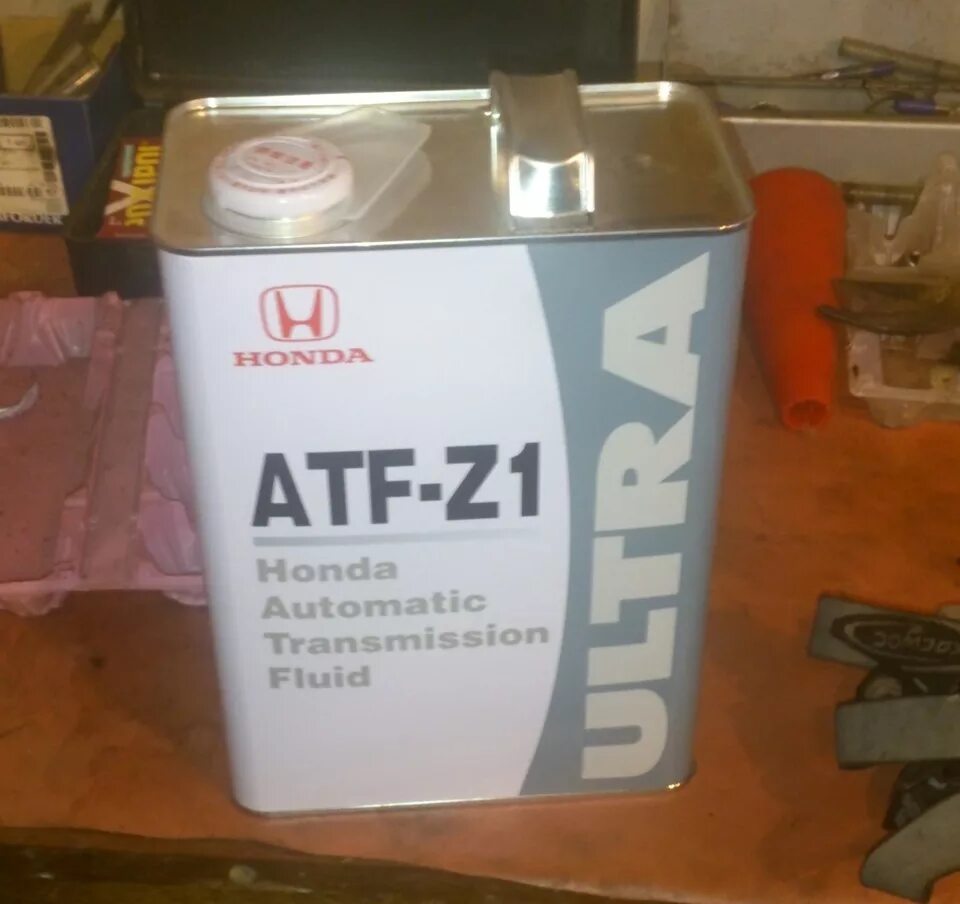 HONDA
ATF-Z1
Honda
Automatic
Transmission
Fluid
ULTRA